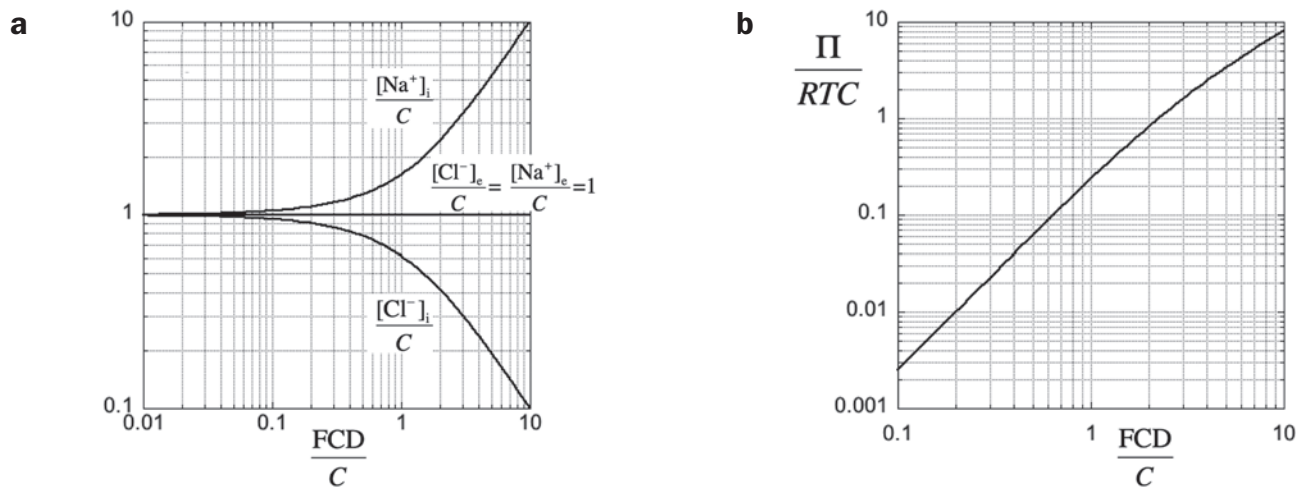 a
10
[Na⁺]ᵢ
C
[Cl⁻]ₑ = [Na⁺]ₑ =1
C C
1
[Cl⁻]ᵢ
C
0.1
0.01 0.1 1 10
FCD
C
b
Π
RTC
10
1
0.1
0.01
0.001
0.1 1 10
FCD
C